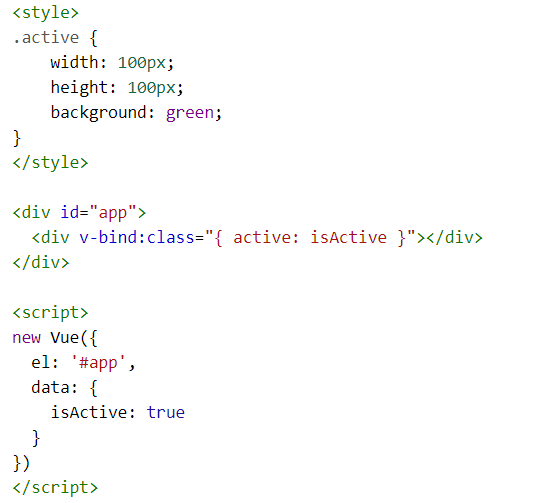 <style>
.active {
    width: 100px;
    height: 100px;
    background: green;
}
</style>

<div id="app">
  <div v-bind:class="{ active: isActive }"></div>
</div>

<script>
new Vue({
  el: '#app',
  data: {
    isActive: true
  }
})
</script>